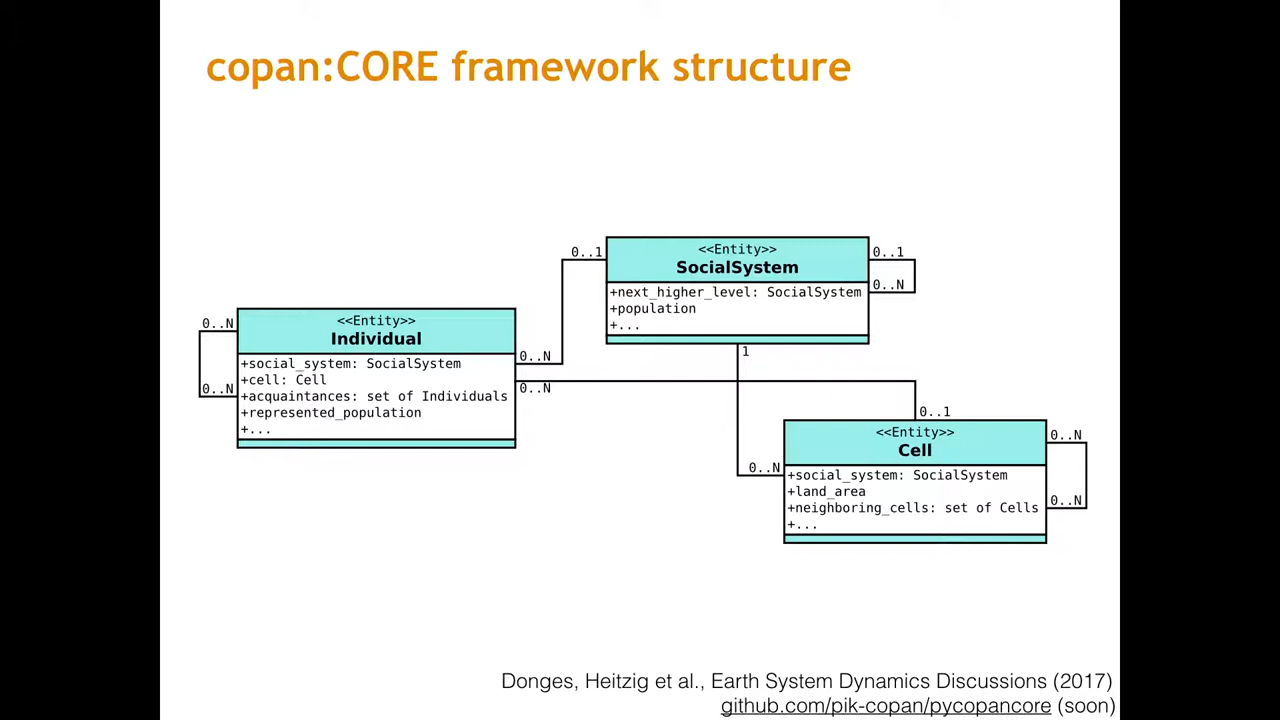 copan:CORE framework structure
<<Entity>>
SocialSystem
+next_higher_level: SocialSystem
+population
+...
0..1
0..1
0..N
1
<<Entity>>
Individual
+social_system: SocialSystem
+cell: Cell
+acquaintances: set of Individuals
+represented_population
+...
0..N
0..N
0..N
0..N
<<Entity>>
Cell
+social_system: SocialSystem
+land_area
+neighboring_cells: set of Cells
+...
0..1
0..N
0..N
0..N
Donges, Heitzig et al., Earth System Dynamics Discussions (2017)
github.com/pik-copan/pycopancore (soon)